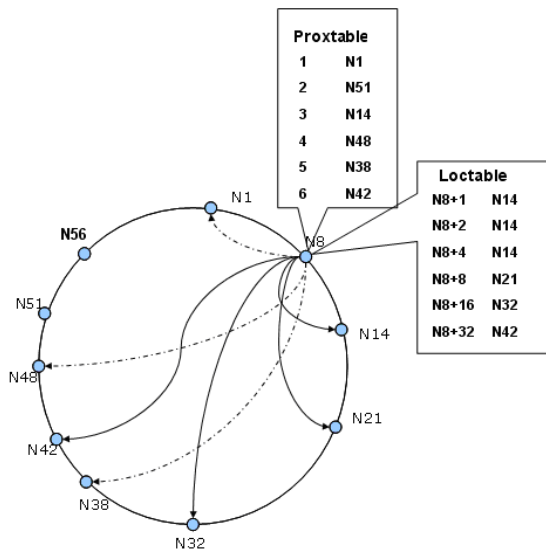 Proxtable
1 N1
2 N51
3 N14
4 N48
5 N38
6 N42
Loctable
N8+1 N14
N8+2 N14
N8+4 N14
N8+8 N21
N8+16 N32
N8+32 N42
N1
N8
N56
N51
N14
N48
N21
N42
N38
N32